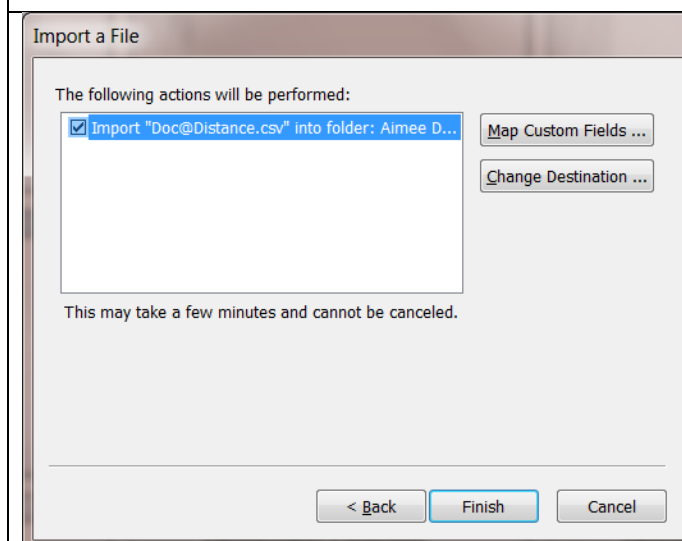 Import a File
The following actions will be performed:
Import "Doc@Distance.csv" into folder: Aimee D...
Map Custom Fields ...
Change Destination ...
This may take a few minutes and cannot be canceled.
< Back
Finish
Cancel